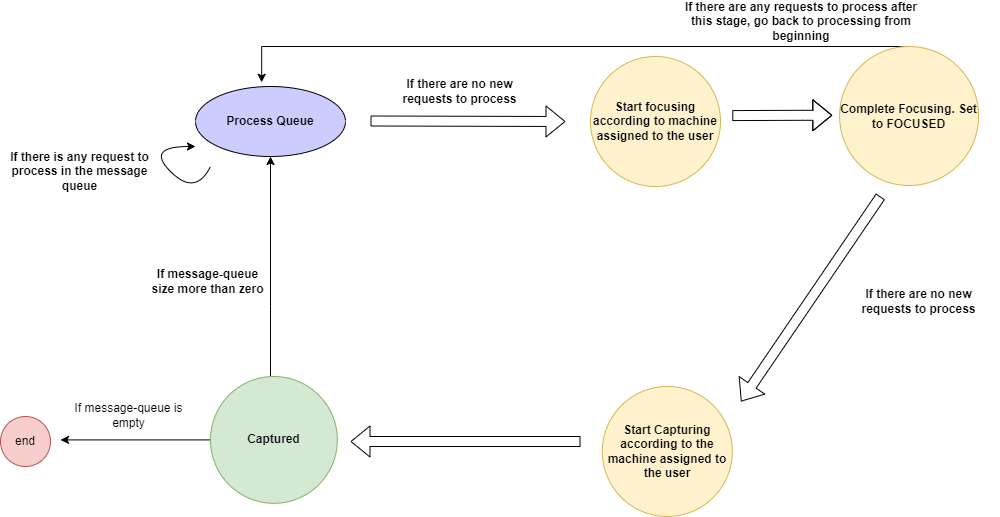 If there are any requests to process after
this stage, go back to processing from
beginning
If there are no new
requests to process
Process Queue
Start focusing
according to machine
assigned to the user
Complete Focusing. Set
to FOCUSED
If there is any request to
process in the message
queue
If message-queue
size more than zero
If there are no new
requests to process
If message-queue is
empty
end
Captured
Start Capturing
according to the
machine assigned to
the user